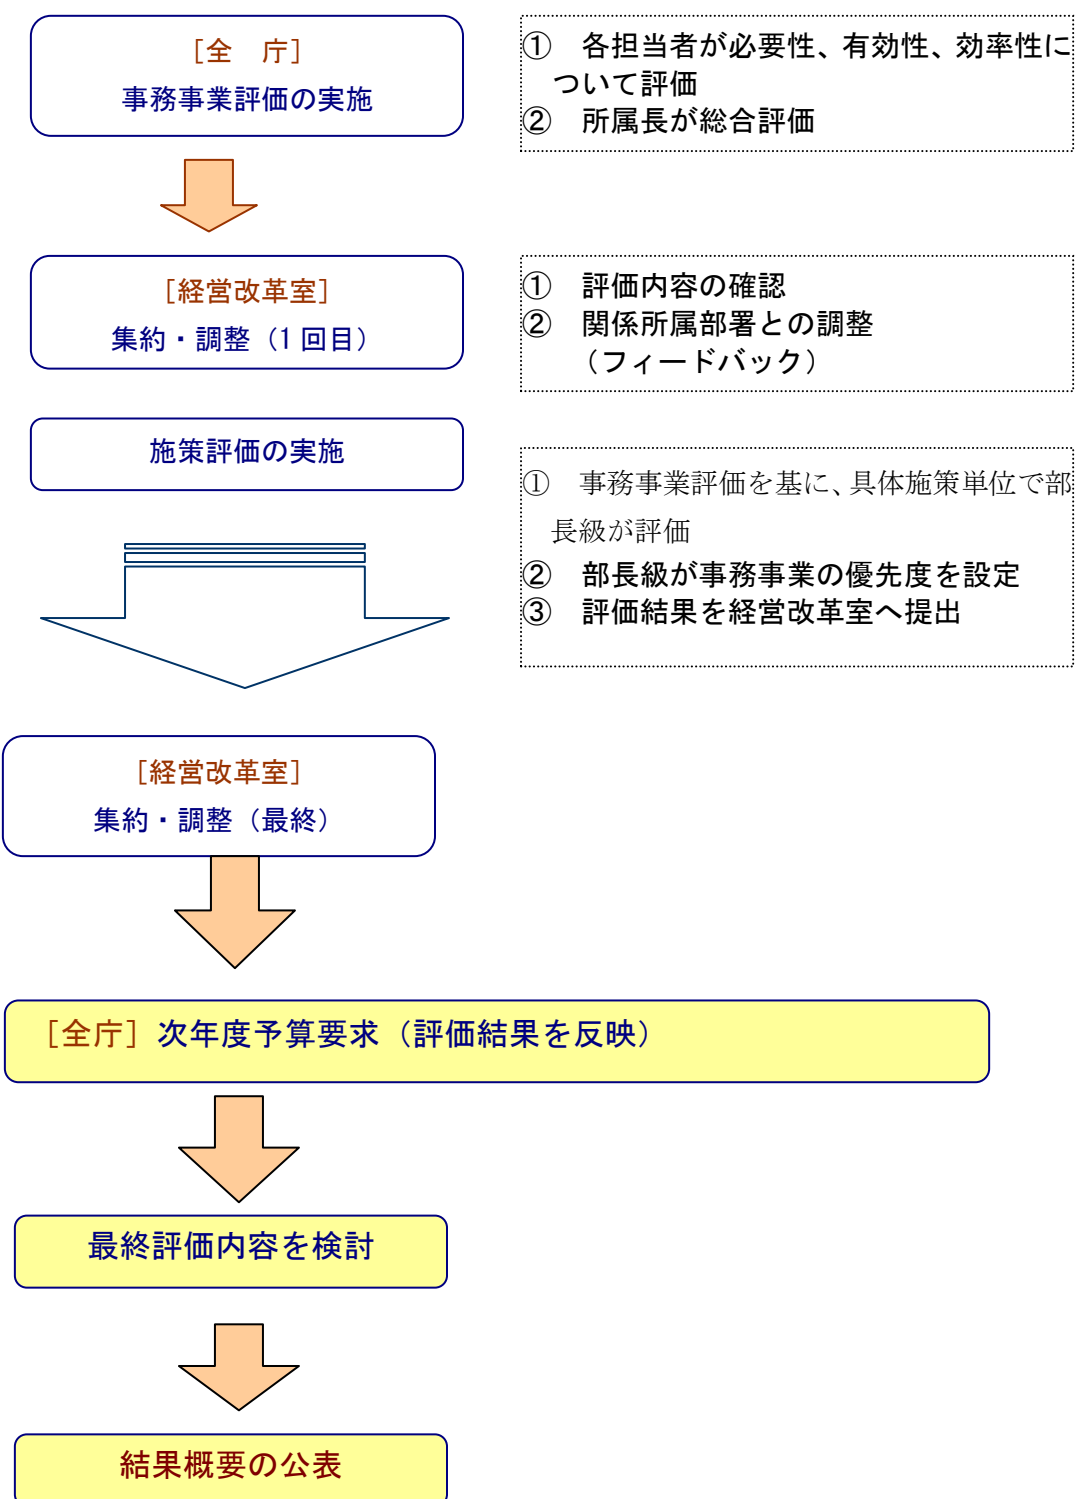 ［全　庁］
事務事業評価の実施
①　各担当者が必要性、有効性、効率性に
ついて評価
②　所属長が総合評価
［経営改革室］
集約・調整（1 回目）
①　評価内容の確認
②　関係所属部署との調整
（フィードバック）
施策評価の実施
①　事務事業評価を基に、具体施策単位で部
長級が評価
②　部長級が事務事業の優先度を設定
③　評価結果を経営改革室へ提出
［経営改革室］
集約・調整（最終）
［全庁］次年度予算要求（評価結果を反映）
最終評価内容を検討
結果概要の公表